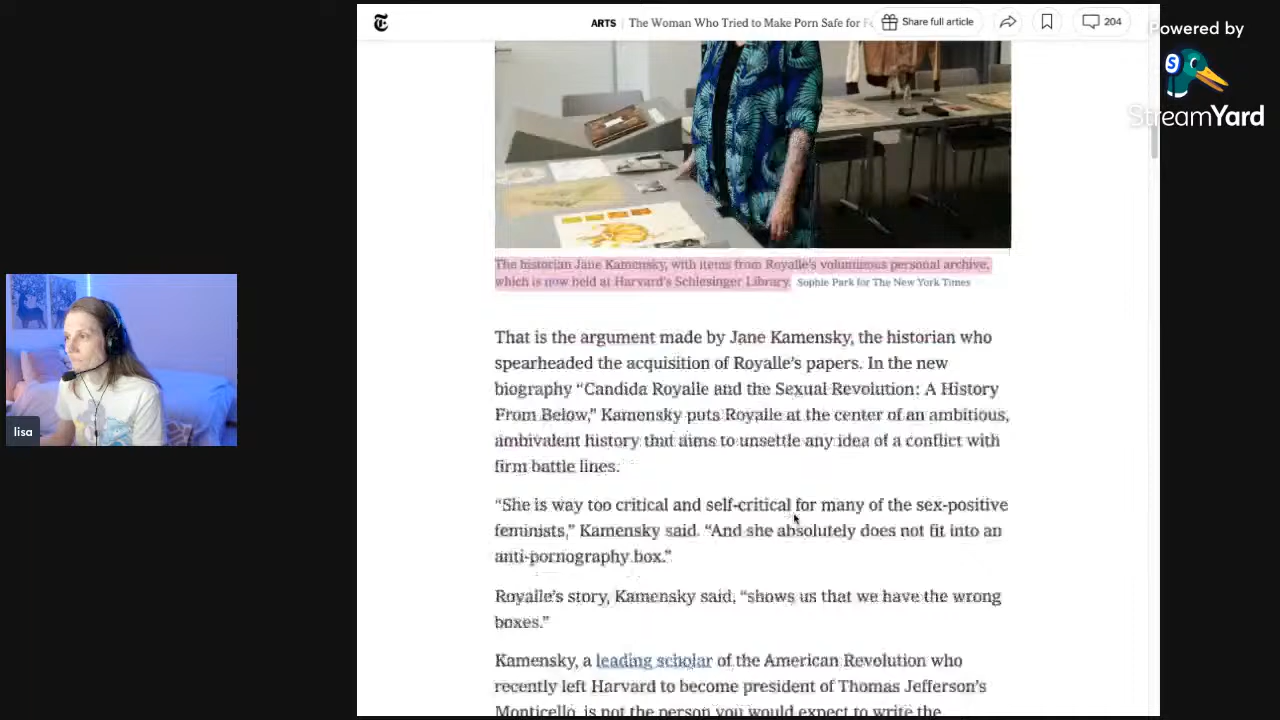 ARTS | The Woman Who Tried to Make Porn Safe for
Share full article
204
Powered by
StreamYard
The historian Jane Kamensky, with items from Royalle's voluminous personal archive,
which is now held at Harvard's Schlesinger Library. Sophie Park for The New York Times
That is the argument made by Jane Kamensky, the historian who
spearheaded the acquisition of Royalle's papers. In the new
biography “Candida Royalle and the Sexual Revolution: A History
From Below,” Kamensky puts Royalle at the center of an ambitious,
ambivalent history that aims to unsettle any idea of a conflict with
firm battle lines.
“She is way too critical and self-critical for many of the sex-positive
feminists,” Kamensky said. “And she absolutely does not fit into an
anti-pornography box.”
Royalle's story, Kamensky said, “shows us that we have the wrong
boxes.”
Kamensky, a leading scholar of the American Revolution who
recently left Harvard to become president of Thomas Jefferson's
Monticello, is not the person you would expect to write the
lisa